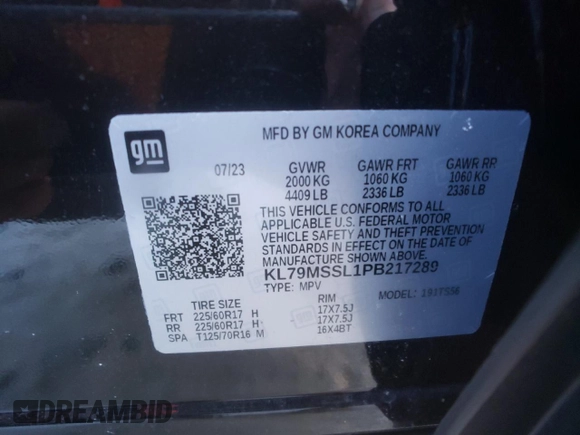 gm
MFD BY GM KOREA COMPANY
07/23 GVWR GAWR FRT GAWR RR
2000 KG 1060 KG 1060 KG
4409 LB 2336 LB 2336 LB
THIS VEHICLE CONFORMS TO ALL
APPLICABLE U.S. FEDERAL MOTOR
VEHICLE SAFETY AND THEFT
STANDARDS IN EFFECT ON THE DATE OF
MANUFACTURE SHOWN ABOVE.
KL79MSSL1PB217289
TYPE: MPV MODEL:
TIRE SIZE RIM
FRT 225/60R17 H 17X7.5J
RR 225/60R17 H 17X7.5J
SPA T125/70R16 M 16X4BT
DREAMBID